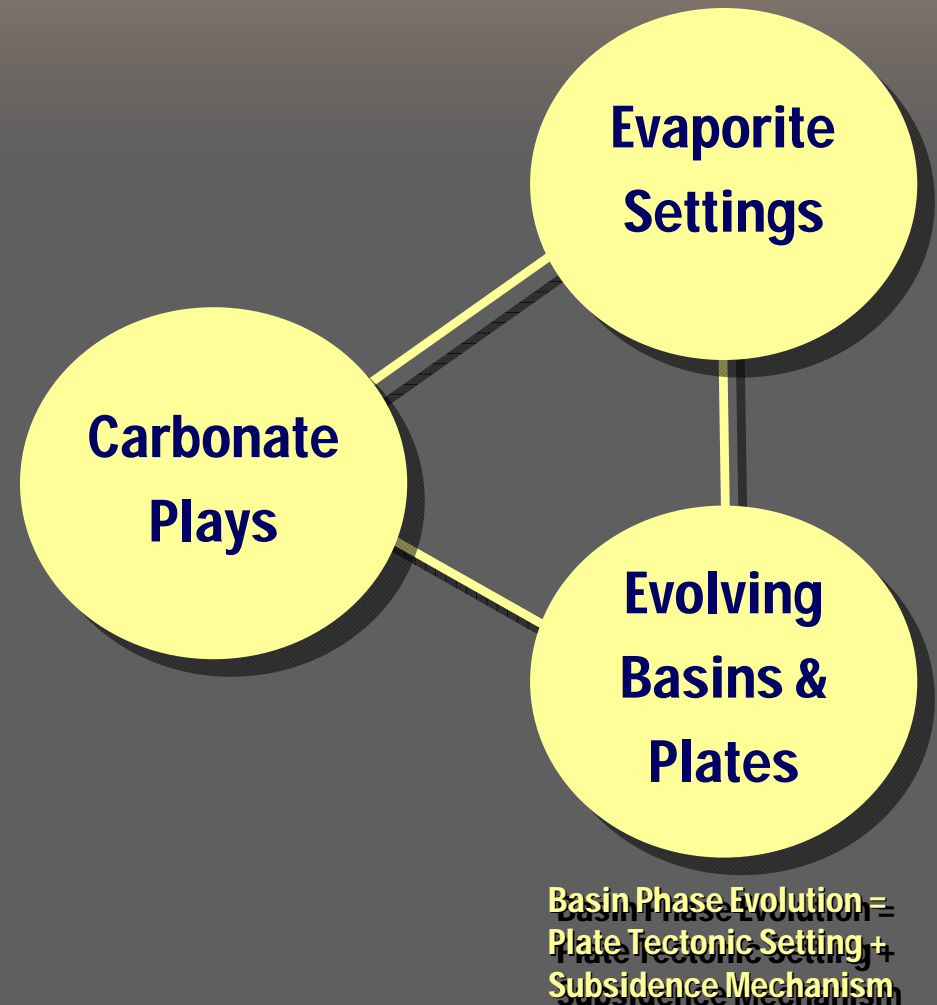 Evaporite
Settings
Carbonate
Plays
Evolving
Basins &
Plates
Basin Phase Evolution =
Plate Tectonic Setting +
Subsidence Mechanism